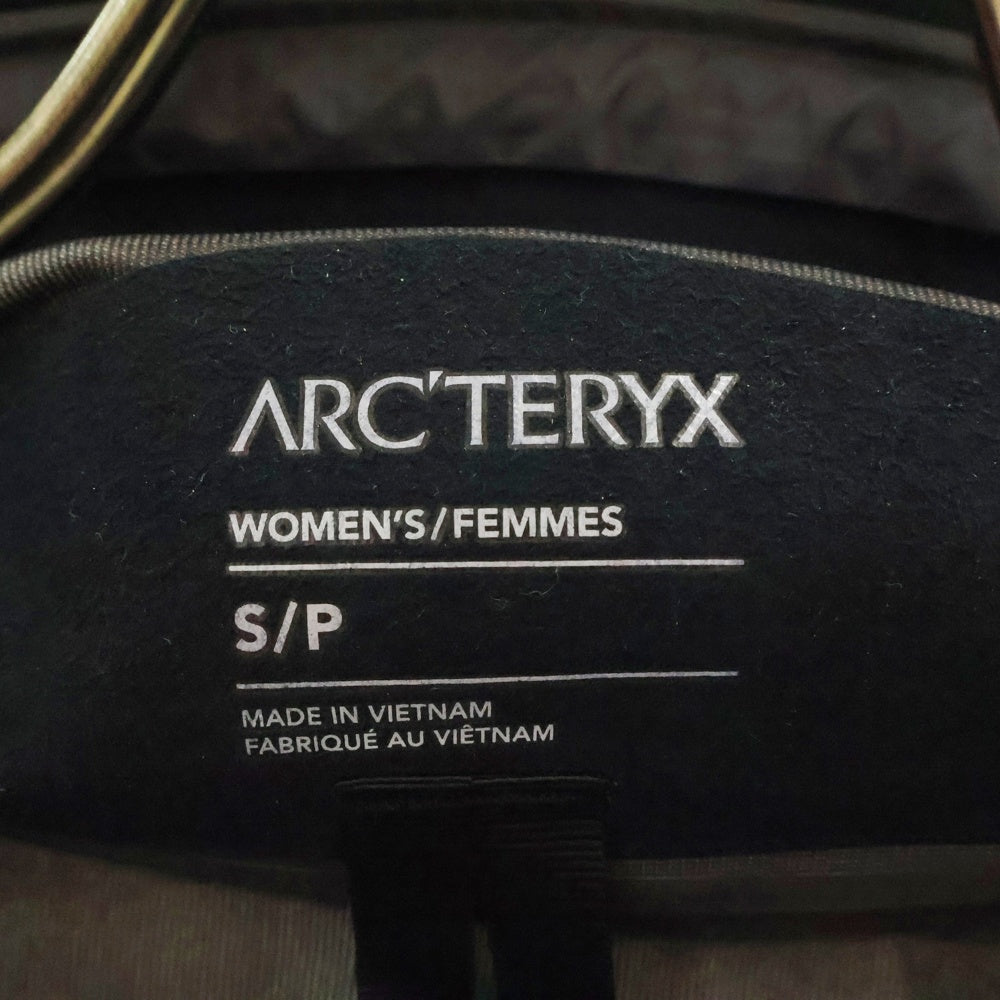 ARC'TERYX
WOMEN'S/FEMMES
S/P
MADE IN VIETNAM
FABRIQUÉ AU VIÊTNAM